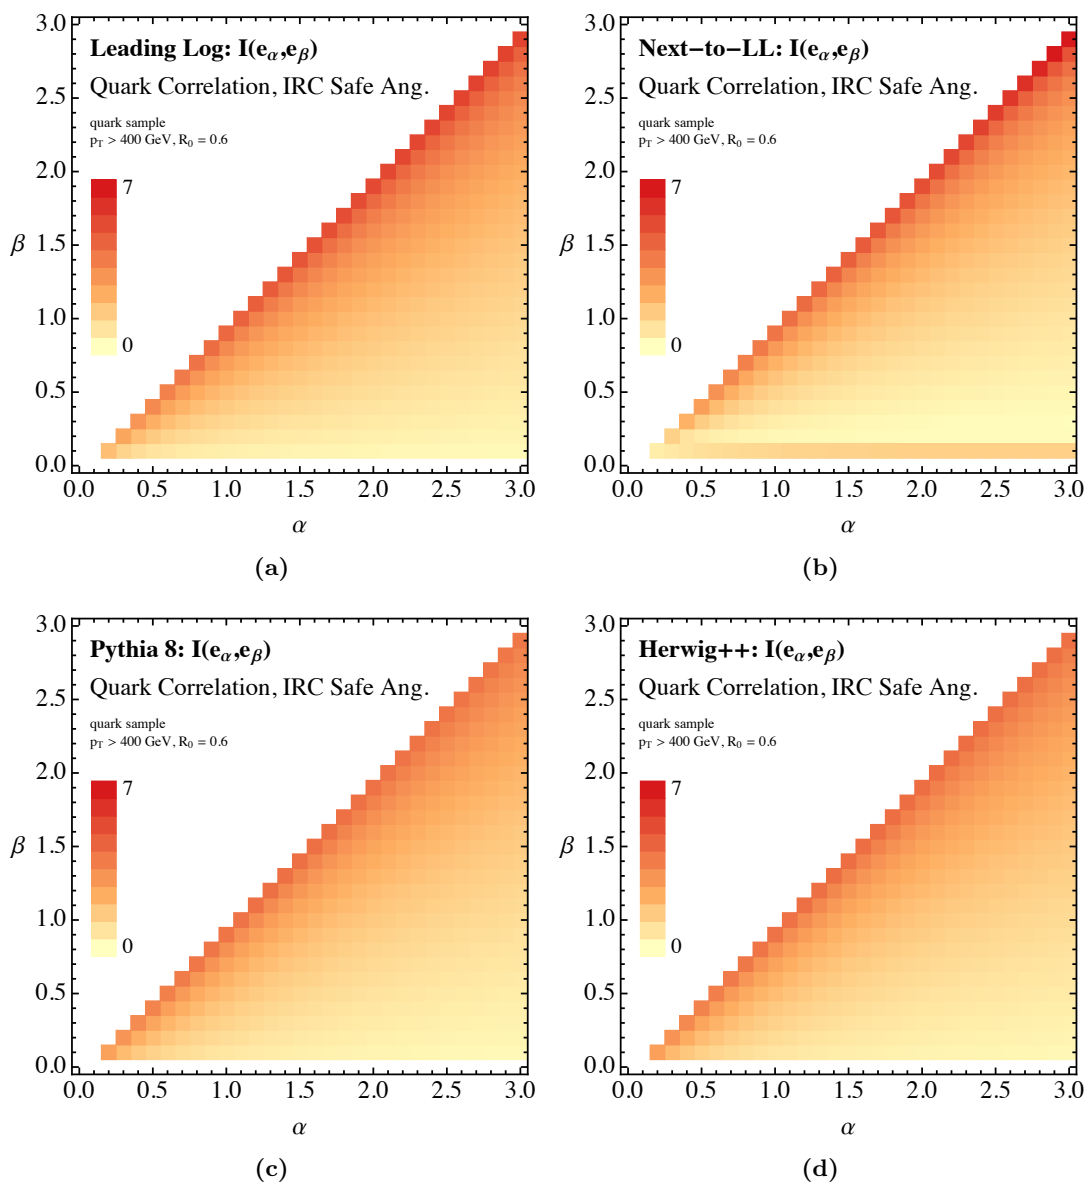 Leading Log: I(eα,eβ)
Quark Correlation, IRC Safe Ang.
quark sample
pT > 400 GeV, R0 = 0.6
7
0
β
3.0
2.5
2.0
1.5
1.0
0.5
0.0
0.0 0.5 1.0 1.5 2.0 2.5 3.0
α
(a)
Next−to−LL: I(eα,eβ)
Quark Correlation, IRC Safe Ang.
quark sample
pT > 400 GeV, R0 = 0.6
7
0
β
3.0
2.5
2.0
1.5
1.0
0.5
0.0
0.0 0.5 1.0 1.5 2.0 2.5 3.0
α
(b)
Pythia 8: I(eα,eβ)
Quark Correlation, IRC Safe Ang.
quark sample
pT > 400 GeV, R0 = 0.6
7
0
β
3.0
2.5
2.0
1.5
1.0
0.5
0.0
0.0 0.5 1.0 1.5 2.0 2.5 3.0
α
(c)
Herwig++: I(eα,eβ)
Quark Correlation, IRC Safe Ang.
quark sample
pT > 400 GeV, R0 = 0.6
7
0
β
3.0
2.5
2.0
1.5
1.0
0.5
0.0
0.0 0.5 1.0 1.5 2.0 2.5 3.0
α
(d)